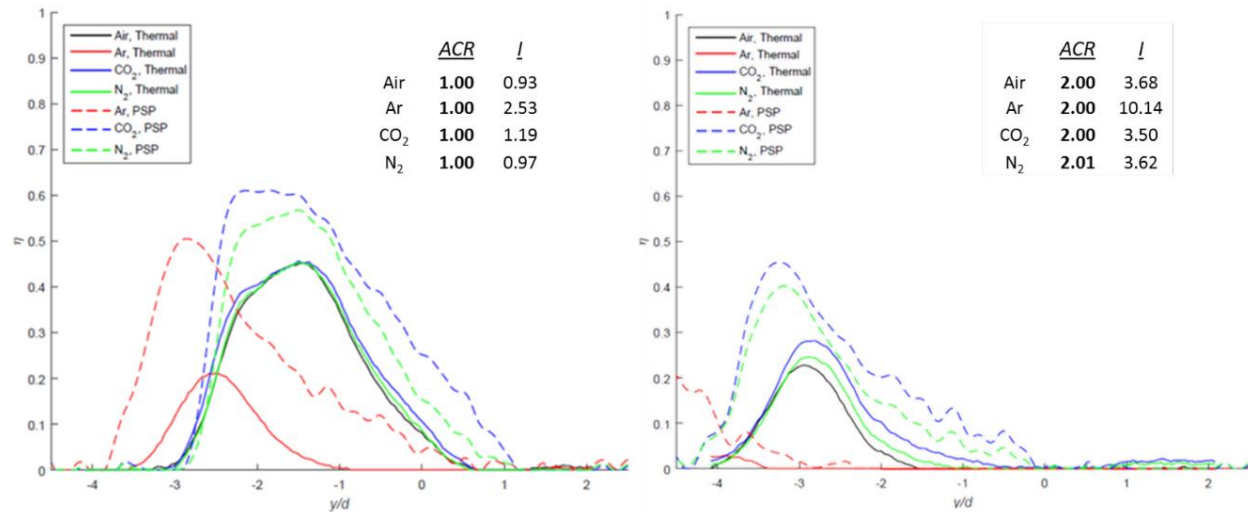 1
0.9
0.8
0.7
0.6
0.5
0.4
0.3
0.2
0.1
0
η
Air, Thermal
Ar, Thermal
CO₂, Thermal
N₂, Thermal
Ar, PSP
CO₂, PSP
N₂, PSP
ACR I
Air 1.00 0.93
Ar 1.00 2.53
CO₂ 1.00 1.19
N₂ 1.00 0.97
-4 -3 -2 -1 0 1 2
y/d
1
0.9
0.8
0.7
0.6
0.5
0.4
0.3
0.2
0.1
0
η
Air, Thermal
Ar, Thermal
CO₂, Thermal
N₂, Thermal
Ar, PSP
CO₂, PSP
N₂, PSP
ACR I
Air 2.00 3.68
Ar 2.00 10.14
CO₂ 2.00 3.50
N₂ 2.01 3.62
-4 -3 -2 -1 0 1 2
y/d